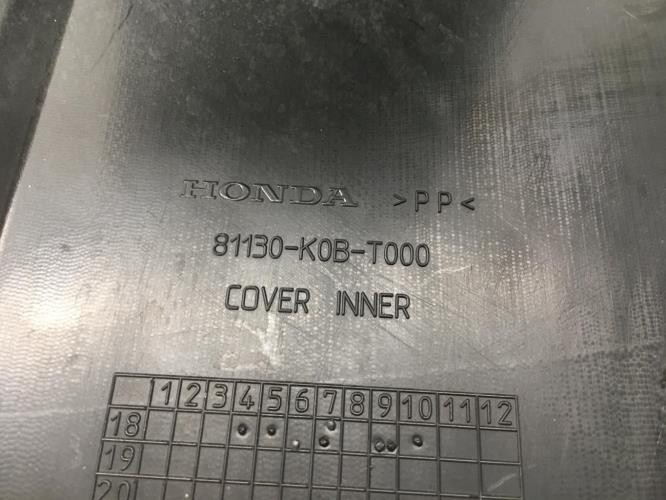 HONDA >PP<
81130-K0B-T000
COVER INNER
1 2 3 4 5 6 7 8 9 10 11 12
18
19
20